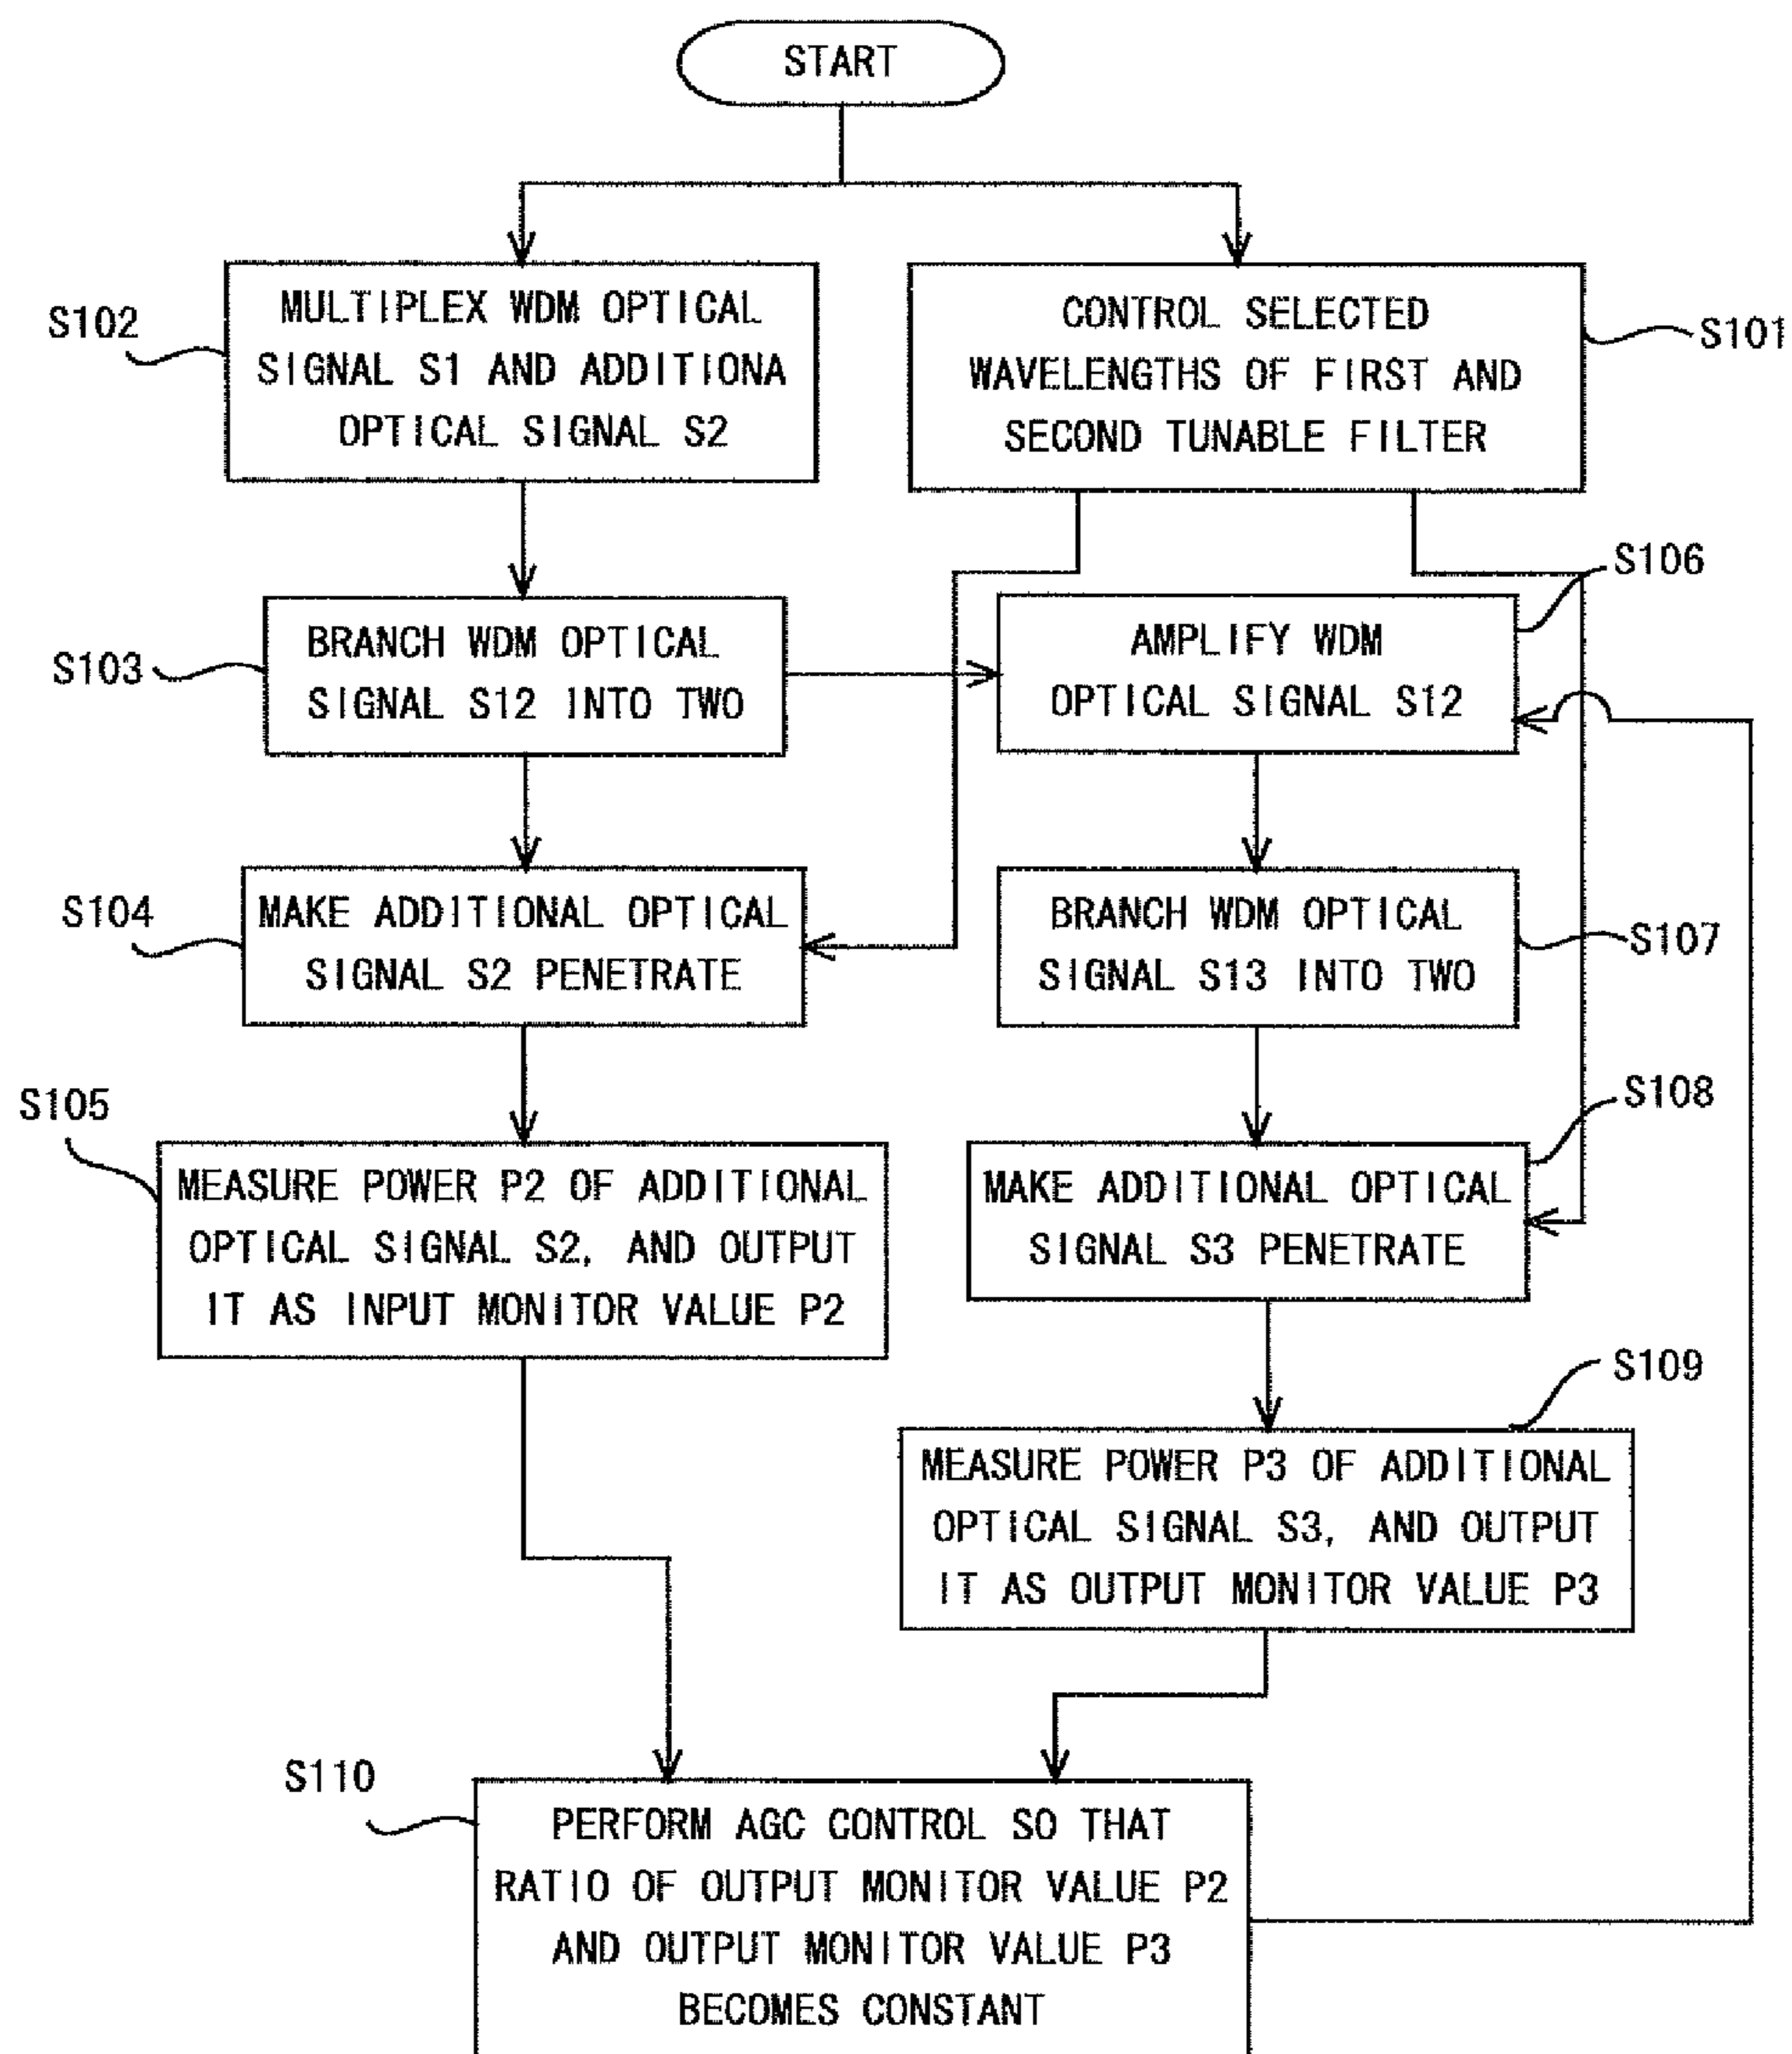 START
S102
MULTIPLEX WDM OPTICAL
SIGNAL S1 AND ADDITIONA
OPTICAL SIGNAL S2
CONTROL SELECTED
WAVELENGTHS OF FIRST AND
SECOND TUNABLE FILTER
S101
S103
BRANCH WDM OPTICAL
SIGNAL S12 INTO TWO
S106
AMPLIFY WDM
OPTICAL SIGNAL S12
S104
MAKE ADDITIONAL OPTICAL
SIGNAL S2 PENETRATE
BRANCH WDM OPTICAL
SIGNAL S13 INTO TWO
S107
S105
MEASURE POWER P2 OF ADDITIONAL
OPTICAL SIGNAL S2, AND OUTPUT
IT AS INPUT MONITOR VALUE P2
S108
MAKE ADDITIONAL OPTICAL
SIGNAL S3 PENETRATE
S109
MEASURE POWER P3 OF ADDITIONAL
OPTICAL SIGNAL S3, AND OUTPUT
IT AS OUTPUT MONITOR VALUE P3
S110
PERFORM AGC CONTROL SO THAT
RATIO OF OUTPUT MONITOR VALUE P2
AND OUTPUT MONITOR VALUE P3
BECOMES CONSTANT